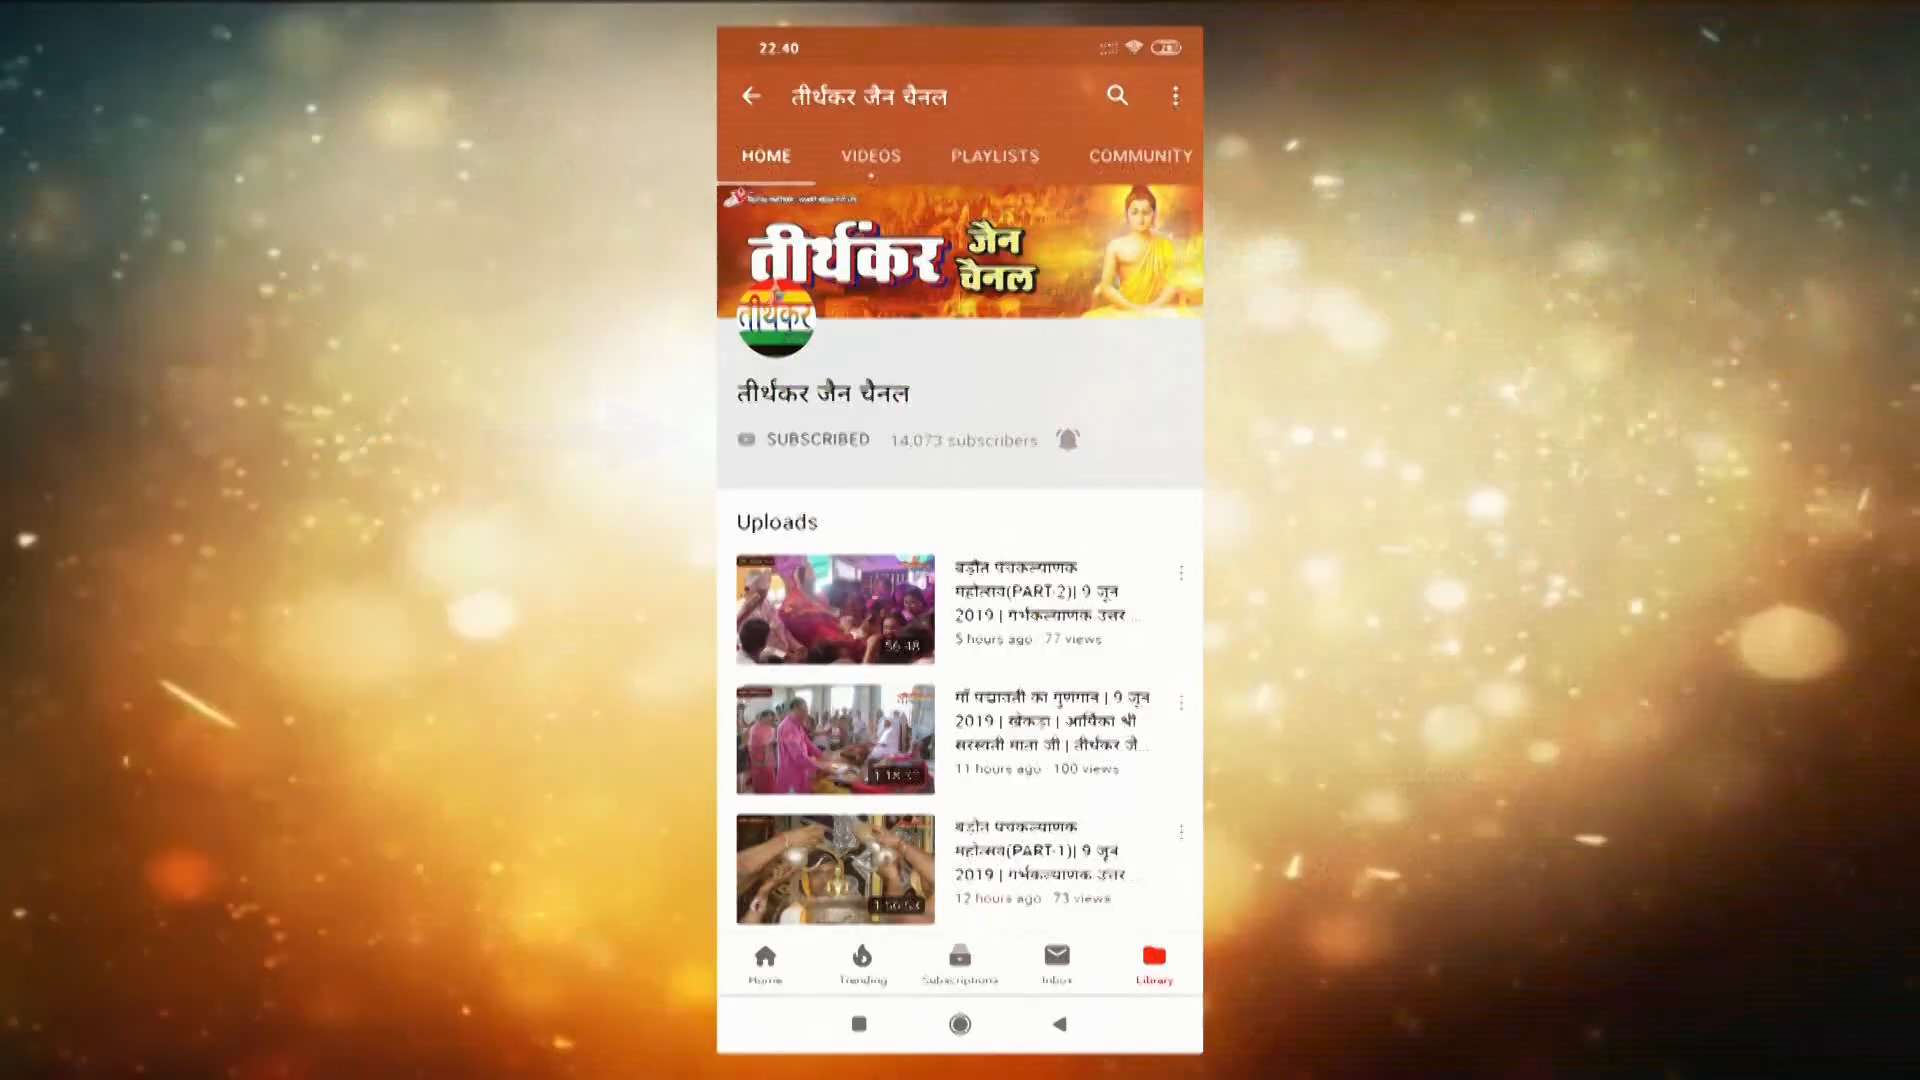 22.40
तीर्थंकर जैन चैनल
HOME VIDEOS PLAYLISTS COMMUNITY
तीर्थंकर जैन
चैनल
तीर्थंकर
तीर्थंकर जैन चैनल
SUBSCRIBED 14,073 subscribers
Uploads
बड़ौत पंचकल्याणक
महोत्सव(PART-2)| 9 जून
2019 | गर्भकल्याणक उत्तर ...
5 hours ago · 77 views
56:48
माँ पद्मावती का गुणगान | 9 जून
2019 | खेकड़ा | आर्यिका श्री
सरस्वती माता जी | तीर्थंकर जै...
11 hours ago · 100 views
बड़ौत पंचकल्याणक
महोत्सव(PART-1)| 9 जून
2019 | गर्भकल्याणक उत्तर ...
12 hours ago · 73 views
Home Trending Subscriptions Inbox Library